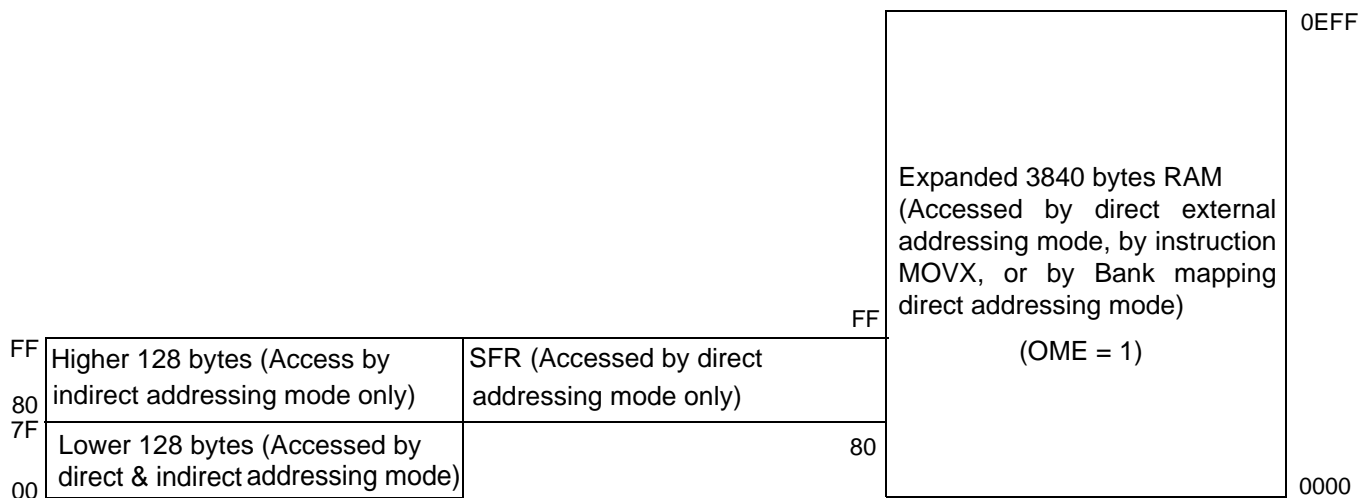 0EFF
Expanded 3840 bytes RAM
(Accessed by direct external
addressing mode, by instruction
MOVX, or by Bank mapping
direct addressing mode)
(OME = 1)
0000
FF
Higher 128 bytes (Access by
indirect addressing mode only)
80
FF
SFR (Accessed by direct
addressing mode only)
80
7F
Lower 128 bytes (Accessed by
direct & indirect addressing mode)
00